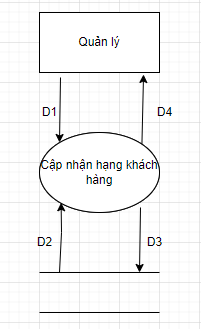 Quản lý
D1
D4
Cập nhận hạng khách
hàng
D2
D3